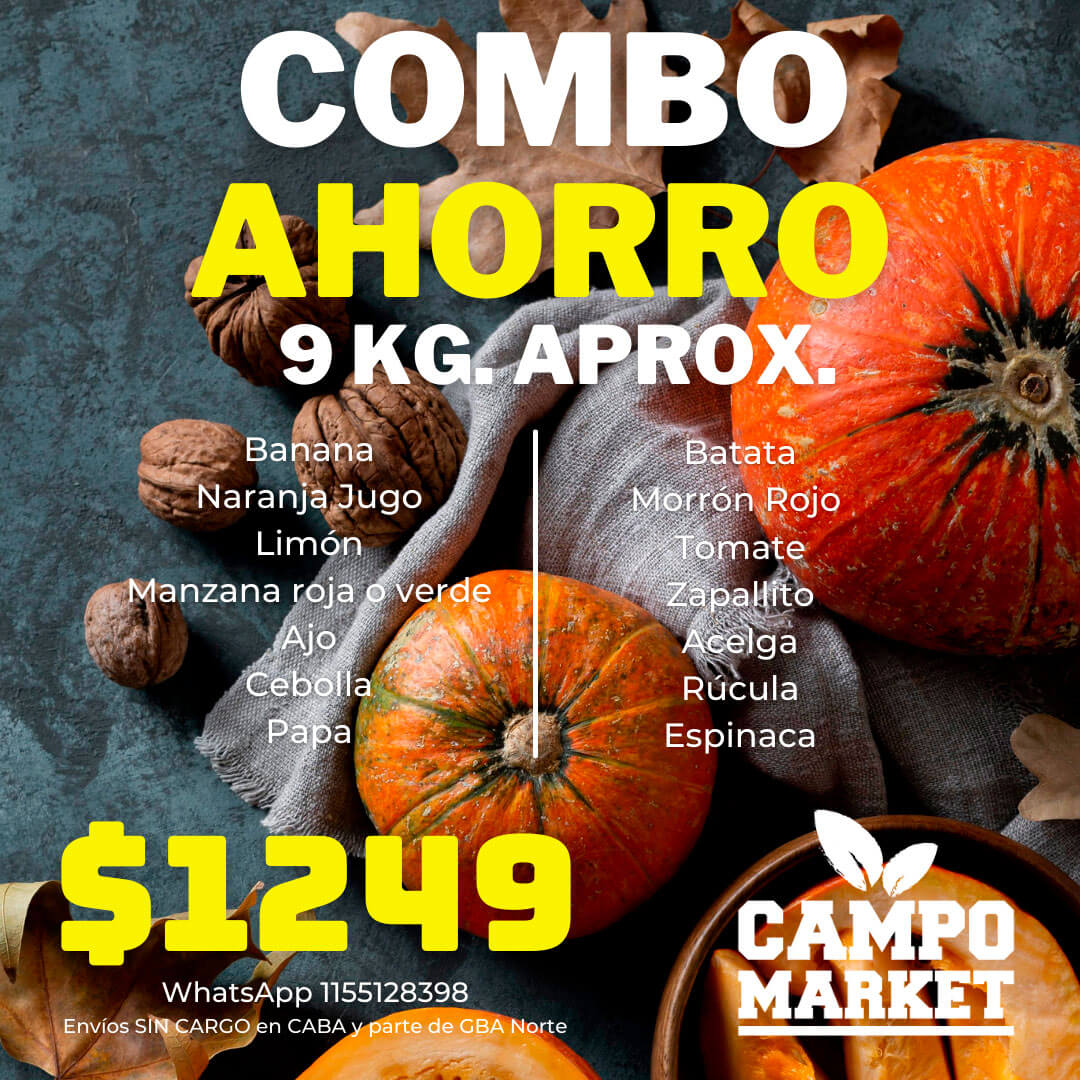 COMBO
AHORRO
9 KG. APROX.
Banana
Naranja Jugo
Limón
Manzana roja o verde
Ajo
Cebolla
Papa
Batata
Morrón Rojo
Tomate
Zapallito
Acelga
Rúcula
Espinaca
$1249
WhatsApp 1155128398
Envíos SIN CARGO en CABA y parte de GBA Norte
CAMPO
MARKET